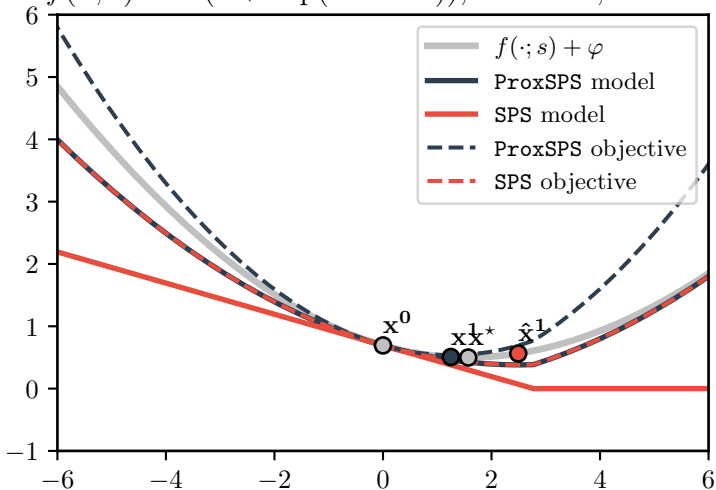 6
5
4
3
2
1
0
−1
−6
−4
−2
0
2
4
6
f(·; s) + φ
ProxSPS model
SPS model
ProxSPS objective
SPS objective
x⁰
x¹
x⋆
x̂¹